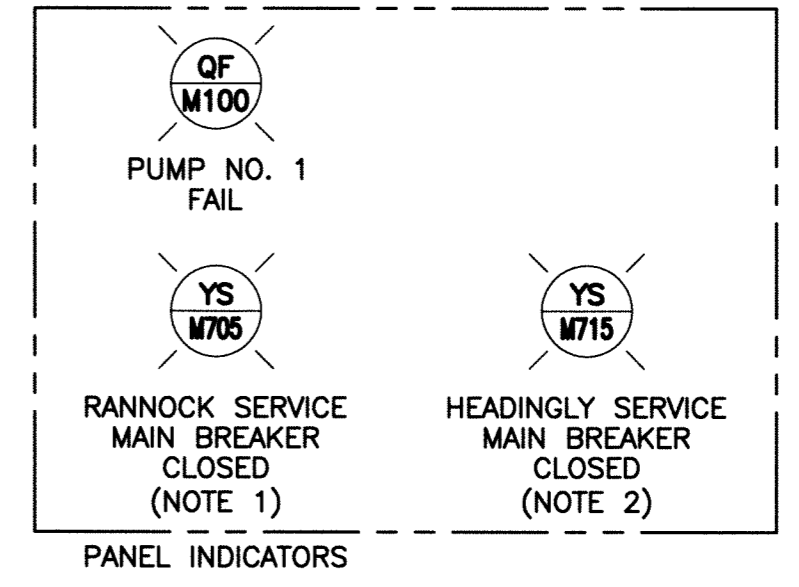 QF
M100
PUMP NO. 1
FAIL
YS
M705
RANNOCK SERVICE
MAIN BREAKER
CLOSED
(NOTE 1)
YS
M715
HEADINGLY SERVICE
MAIN BREAKER
CLOSED
(NOTE 2)
PANEL INDICATORS